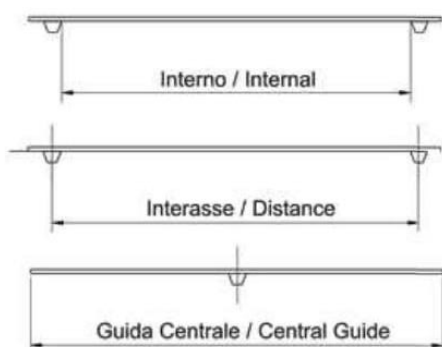 Interno / Internal
Interasse / Distance
Guida Centrale / Central Guide